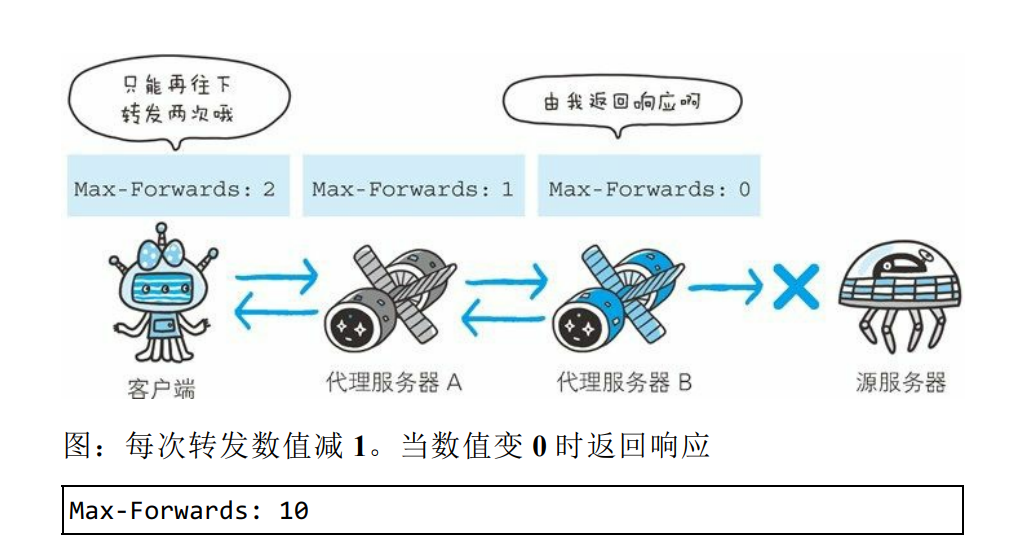 只能再往下
转发两次哦
由我返回响应啊
Max-Forwards: 2
Max-Forwards: 1
Max-Forwards: 0
客户端
代理服务器 A
代理服务器 B
源服务器
图：每次转发数值减 1。当数值变 0 时返回响应
Max-Forwards: 10